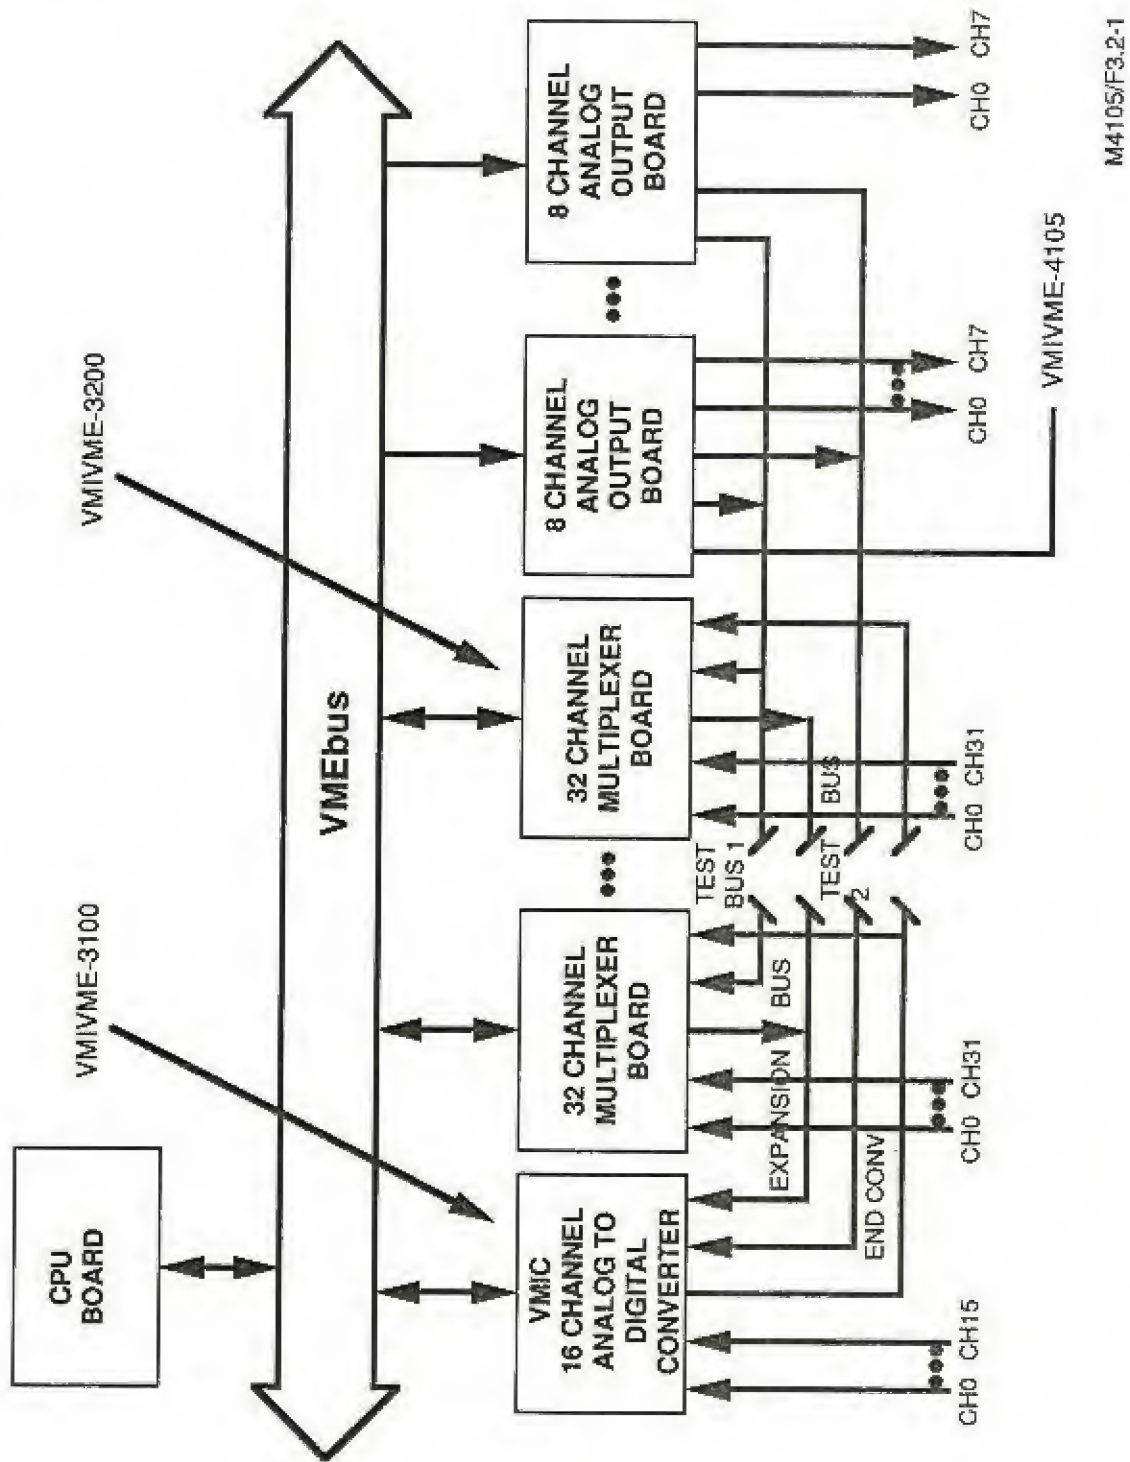 CPU
BOARD
VMIVME-3100
VMIVME-3200
VMEbus
VMIC
16 CHANNEL
ANALOG TO
DIGITAL
CONVERTER
32 CHANNEL
MULTIPLEXER
BOARD
32 CHANNEL
MULTIPLEXER
BOARD
8 CHANNEL
ANALOG
OUTPUT
BOARD
8 CHANNEL
ANALOG
OUTPUT
BOARD
TEST
BUS 1
EXPANSION
BUS
BUS
TEST
2
END CONV
CH0
CH15
CH0
CH31
CH0
CH31
CH0
CH7
CH0
CH7
VMIVME-4105
M4105/F3.2-1